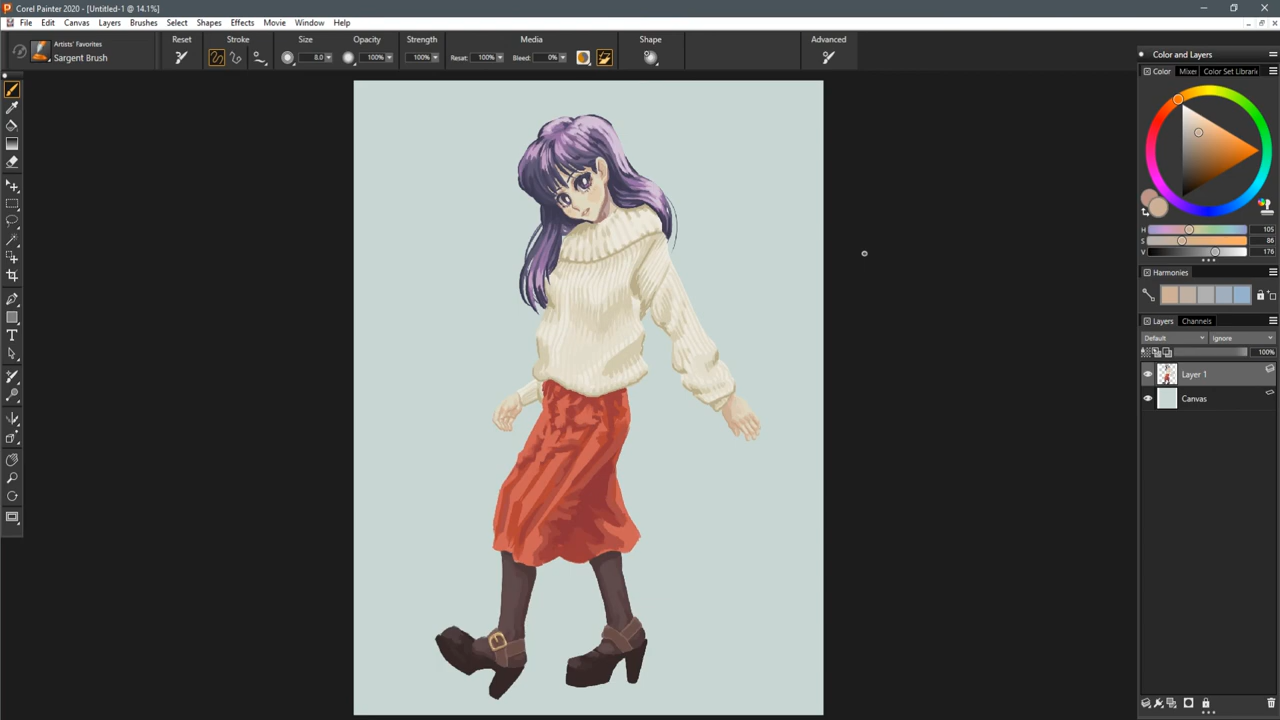 Corel Painter 2020 - [Untitled-1 @ 14.1%]
File Edit Canvas Layers Brushes Select Shapes Effects Movie Window Help
Artists' Favorites
Sargent Brush
Reset Stroke Size Opacity Strength Media Shape Advanced
8.0 100% 100% Reset: 100% Bleed: 0%
Color and Layers
Color Mixer Color Set Librari
H 105
S 86
V 176
Harmonies
Layers Channels
Default Ignore
100%
Layer 1
Canvas
T